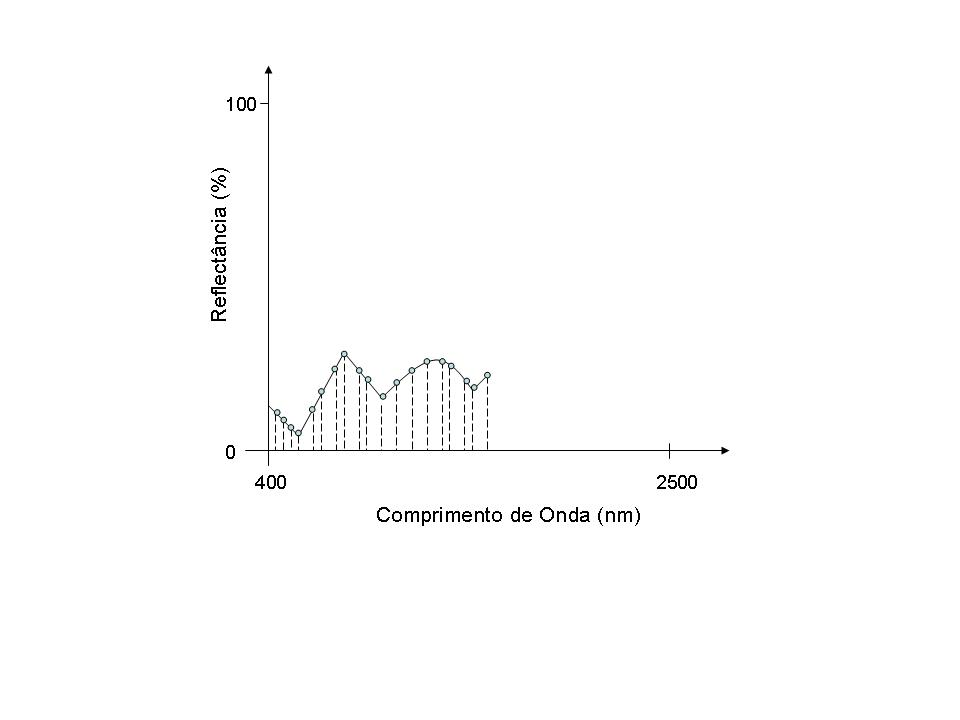 100
Reflectância (%)
0
400
2500
Comprimento de Onda (nm)